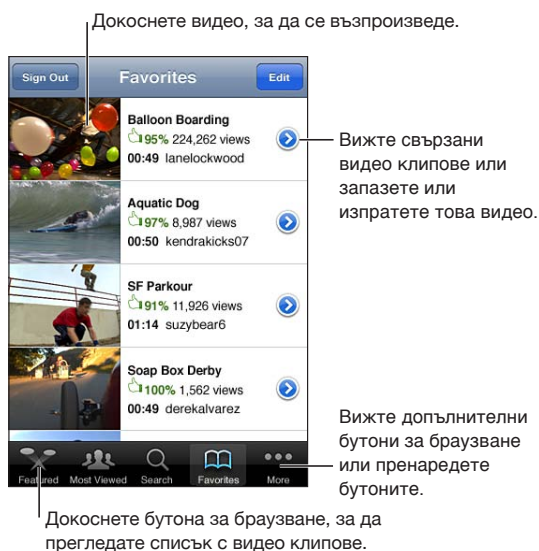 Докоснете видео, за да се възпроизведе.
Sign Out
Favorites
Edit
Balloon Boarding
95% 224,262 views
00:49 lanelockwood
Вижте свързани
видео клипове или
запазете или
изпратете това видео.
Aquatic Dog
97% 8,987 views
00:50 kendrakicks07
SF Parkour
91% 11,926 views
01:14 suzybear6
Soap Box Derby
100% 1,562 views
00:49 derekalvarez
Вижте допълнителни
бутони за браузване
или пренаредете
бутоните.
Featured
Most Viewed
Search
Favorites
More
Докоснете бутона за браузване, за да
прегледате списък с видео клипове.